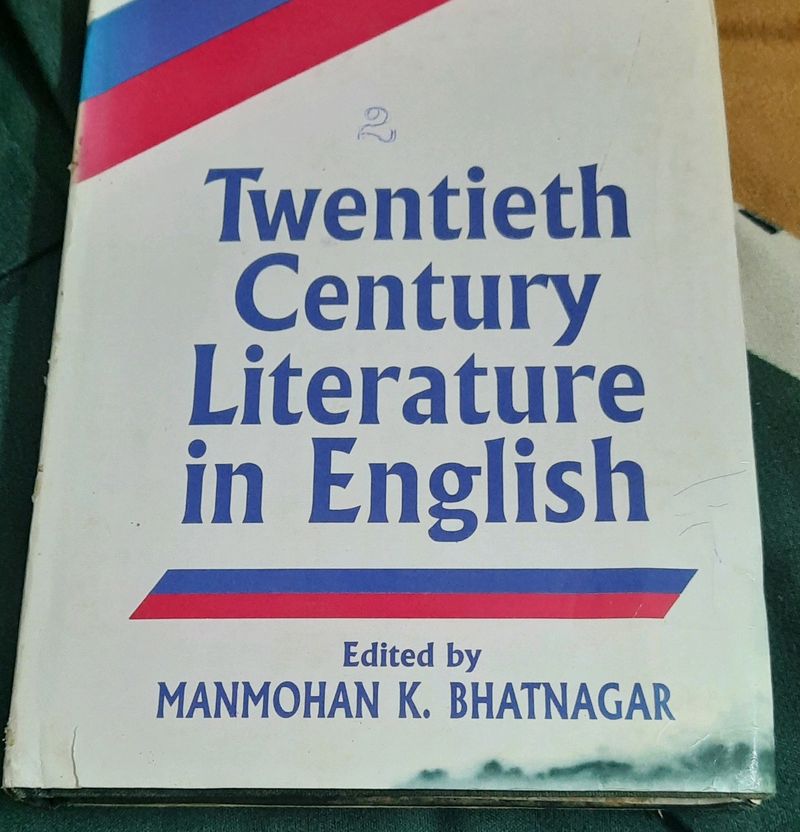 2
Twentieth
Century
Literature
in English
Edited by
MANMOHAN K. BHATNAGAR